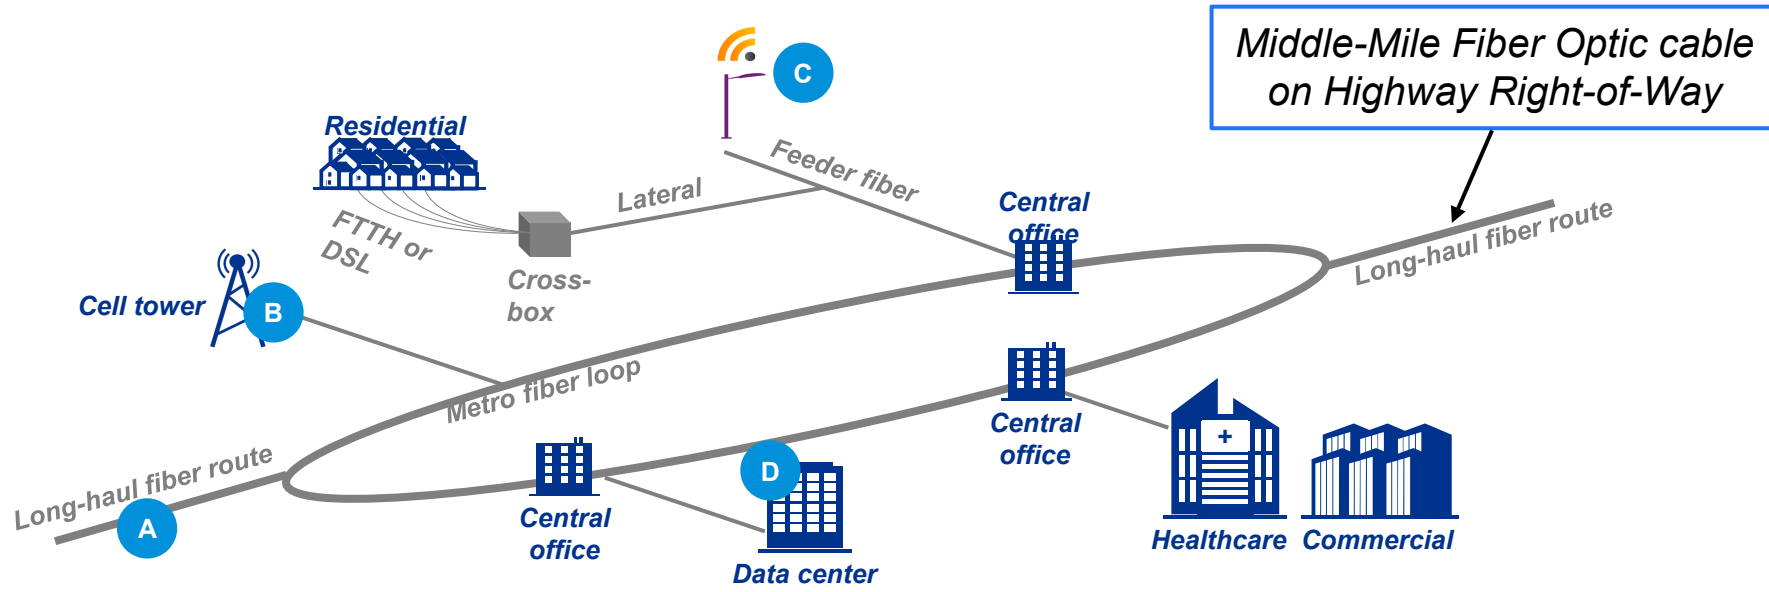 Middle-Mile Fiber Optic cable
on Highway Right-of-Way
C
Residential
Feeder fiber
Lateral
Central
office
FTTH or
DSL
Long-haul fiber route
Cross-
box
Cell tower
B
Metro fiber loop
Central
office
Long-haul fiber route
A
D
Central
office
Data center
Healthcare
Commercial